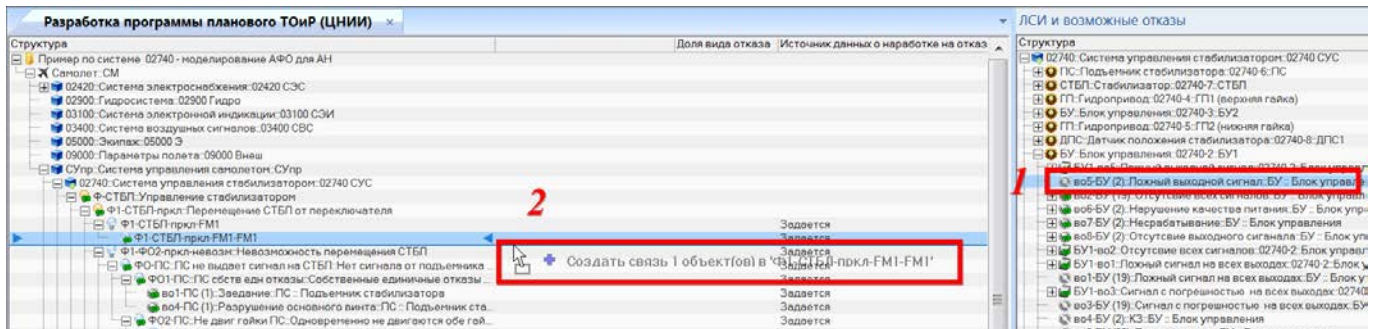 Разработка программы планового ТОиР (ЦНИИ) ×
Структура Доля вида отказа Источник данных о наработке на отказ
Пример по системе 02740 - моделирование АФО для АН
Самолет::СМ
02420::Система электроснабжения::02420 СЭС
02900::Гидросистема::02900 Гидро
03100::Система электронной индикации::03100 СЭИ
03400::Система воздушных сигналов::03400 СВС
05000::Экипаж::05000 Э
09000::Параметры полета::09000 Внеш
СУпр::Система управления самолетом::СУпр
02740::Система управления стабилизатором::02740 СУС
Ф-СТБЛ::Управление стабилизатором
Ф1-СТБЛ-пркл::Перемещение СТБЛ от переключателя
Ф1-СТБЛ-пркл-FM1 Задается
Ф1-СТБЛ-пркл-FM1-FM1 Задается
Ф1-ФО2-пркл-невозм::Невозможность перемещения СТБЛ Задается
ФО-ПС::ПС не выдает сигнал на СТБЛ::Нет сигнала от подъемника ... Задается
ФО1-ПС::ПС собств един отказы::Собственные единичные отказы ... Задается
во1-ПС (1)::Заедание::ПС :: Подъемник стабилизатора Задается
во4-ПС (1)::Разрушение основного винта::ПС :: Подъемник ста... Задается
ФО2-ПС::Не двиг гайки ПС::Одновременно не двигаются обе гай... Задается
2
Создать связь 1 объект(ов) в 'Ф1-СТБЛ-пркл-FM1-FM1'
ЛСИ и возможные отказы
Структура
02740::Система управления стабилизатором::02740 СУС
ПС::Подъемник стабилизатора::02740-6::ПС
СТБЛ::Стабилизатор::02740-7::СТБЛ
ГП::Гидропривод::02740-4::ГП1 (верхняя гайка)
БУ::Блок управления::02740-3::БУ2
ГП::Гидропривод::02740-5::ГП2 (нижняя гайка)
ДПС::Датчик положения стабилизатора::02740-8::ДПС1
БУ::Блок управления::02740-2::БУ1
1
во5-БУ (2)::Ложный выходной сигнал::БУ :: Блок управле
во6-БУ (2)::Нарушение качества питания::БУ :: Блок упр
во7-БУ (2)::Несрабатывание::БУ :: Блок управления
во8-БУ (2)::Отсутсвие выходного сиганала::БУ :: Блок уп
БУ1-во2::Отсутсвие всех сигналов::02740-2::Блок управл
БУ1-во1::Ложный сигнал на всех выходах::02740-2::Блок у
во1-БУ (19)::Ложный сигнал на всех выходах::БУ :: Блок у
БУ1-во3::Сигнал с погрешностью на всех выходах::02740
во3-БУ (19)::Сигнал с погрешностью на всех выходах::БУ
во4-БУ (2)::КЗ::БУ :: Блок управления